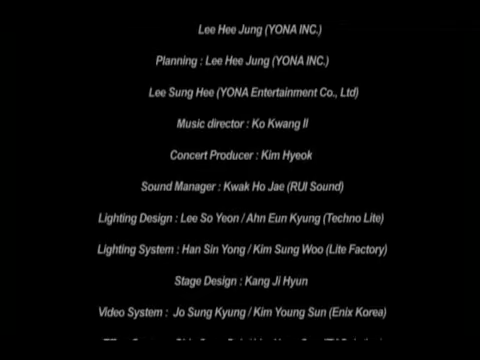 Lee Hee Jung (YONA INC.)
Planning : Lee Hee Jung (YONA INC.)
Lee Sung Hee (YONA Entertainment Co., Ltd)
Music director : Ko Kwang Il
Concert Producer : Kim Hyeok
Sound Manager : Kwak Ho Jae (RUI Sound)
Lighting Design : Lee So Yeon / Ahn Eun Kyung (Techno Lite)
Lighting System : Han Sin Yong / Kim Sung Woo (Lite Factory)
Stage Design : Kang Ji Hyun
Video System : Jo Sung Kyung / Kim Young Sun (Enix Korea)